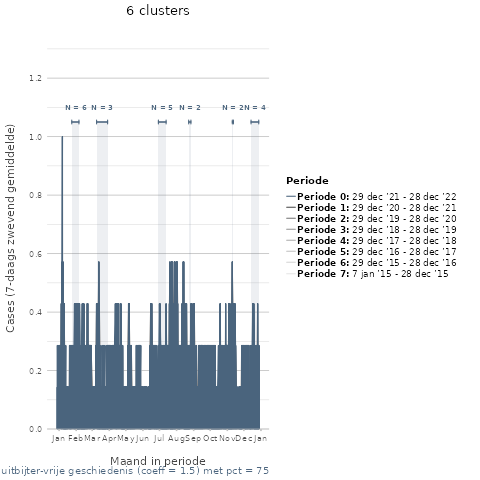 6 clusters
N = 6
N = 3
N = 5
N = 2
N = 2
N = 4
Cases (7-daags zwevend gemiddelde)
1.2
1.0
0.8
0.6
0.4
0.2
0.0
Jan Feb Mar Apr May Jun Jul Aug Sep Oct Nov Dec Jan
Maand in periode
uitbijter-vrije geschiedenis (coeff = 1.5) met pct = 75
Periode
Periode 0: 29 dec '21 - 28 dec '22
Periode 1: 29 dec '20 - 28 dec '21
Periode 2: 29 dec '19 - 28 dec '20
Periode 3: 29 dec '18 - 28 dec '19
Periode 4: 29 dec '17 - 28 dec '18
Periode 5: 29 dec '16 - 28 dec '17
Periode 6: 29 dec '15 - 28 dec '16
Periode 7: 7 jan '15 - 28 dec '15